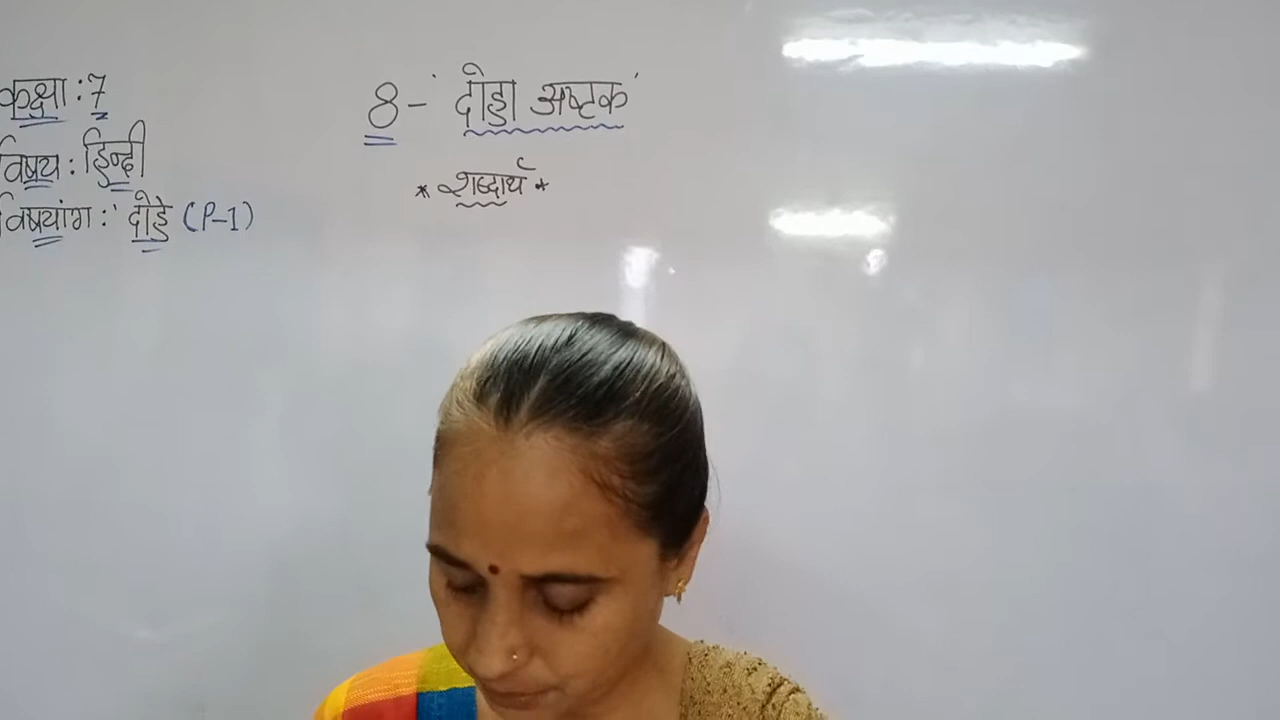 कक्षा : 7
विषय : हिन्दी
विषयांग : 'दोहे (P-1)
8 - 'दोहा अष्टक'
* शब्दार्थ *